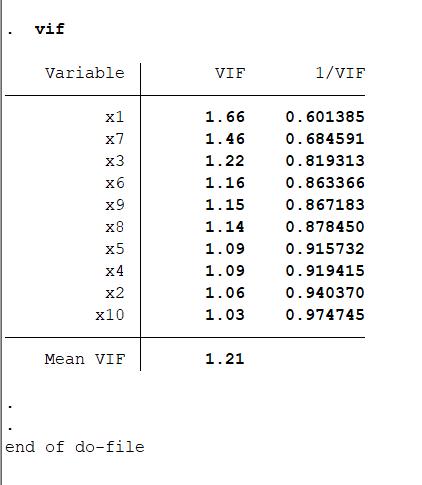 . vif
Variable VIF 1/VIF
x1 1.66 0.601385
x7 1.46 0.684591
x3 1.22 0.819313
x6 1.16 0.863366
x9 1.15 0.867183
x8 1.14 0.878450
x5 1.09 0.915732
x4 1.09 0.919415
x2 1.06 0.940370
x10 1.03 0.974745
Mean VIF 1.21
.
.
end of do-file